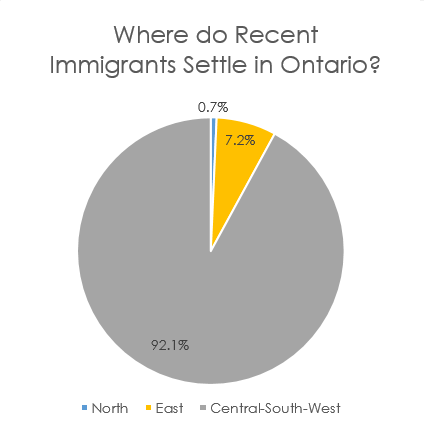 Where do Recent
Immigrants Settle in Ontario?
0.7%
7.2%
92.1%
North East Central-South-West